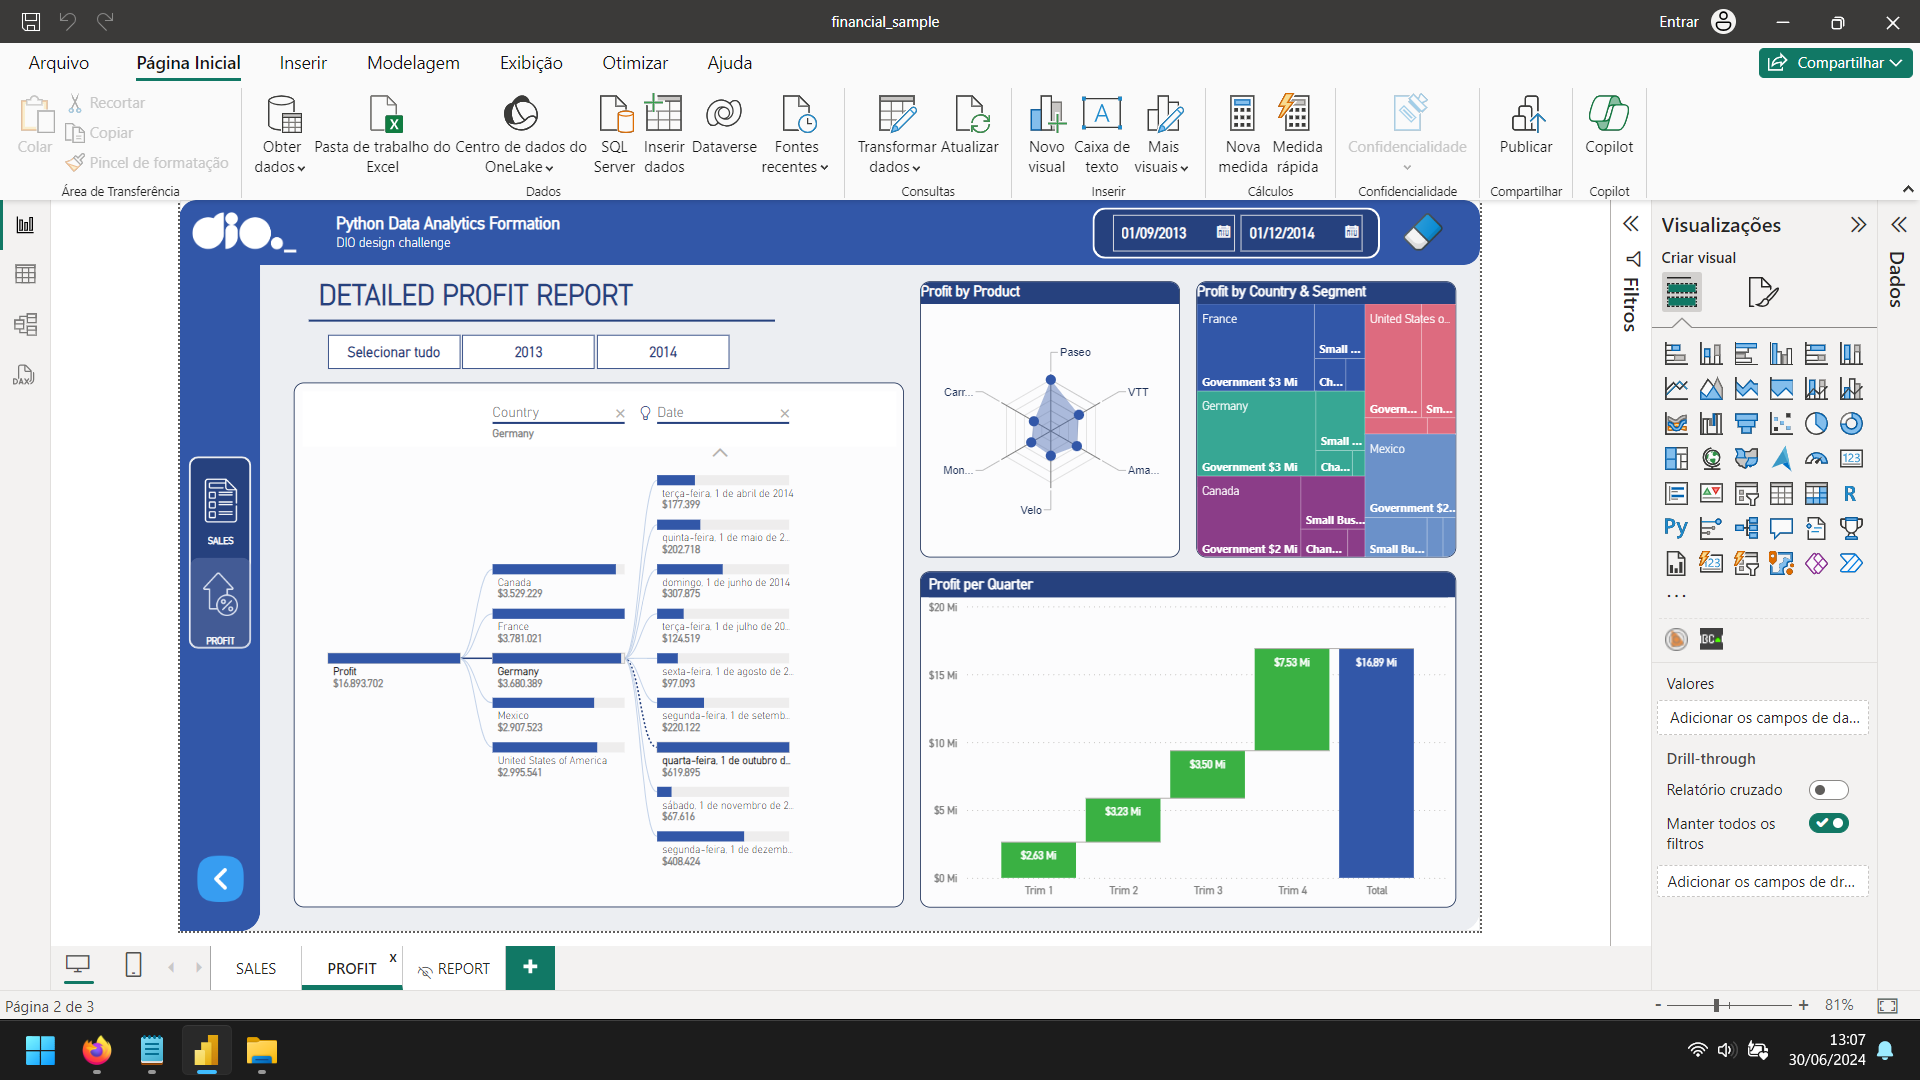 financial_sample
Entrar
Arquivo
Página Inicial
Inserir
Modelagem
Exibição
Otimizar
Ajuda
Compartilhar
Colar
Recortar
Copiar
Pincel de formatação
Área de Transferência
Obter dados
Pasta de trabalho do Excel
Centro de dados do OneLake
SQL Server
Inserir dados
Dataverse
Fontes recentes
Dados
Transformar dados
Atualizar
Consultas
Novo visual
Caixa de texto
Mais visuais
Inserir
Nova medida
Medida rápida
Cálculos
Confidencialidade
Confidencialidade
Publicar
Compartilhar
Copilot
Copilot
DIO._
Python Data Analytics Formation
DIO design challenge
01/09/2013
01/12/2014
DETAILED PROFIT REPORT
Selecionar tudo
2013
2014
SALES
PROFIT
Country
Germany
Date
Profit
$16.893.702
Canada
$3.529.229
France
$3.781.021
Germany
$3.680.389
Mexico
$2.907.523
United States of America
$2.995.541
terça-feira, 1 de abril de 2014
$177.399
quinta-feira, 1 de maio de 2...
$202.718
domingo, 1 de junho de 2014
$307.875
terça-feira, 1 de julho de 20...
$124.519
sexta-feira, 1 de agosto de 2...
$97.093
segunda-feira, 1 de setemb...
$220.122
quarta-feira, 1 de outubro d...
$619.895
sábado, 1 de novembro de 2...
$67.616
segunda-feira, 1 de dezemb...
$408.424
Profit by Product
Paseo
VTT
Ama...
Velo
Mon...
Carr...
Profit by Country & Segment
France
Small ...
Government $3 Mi
Ch...
Germany
Small ...
Government $3 Mi
Cha...
Canada
Small Bus...
Government $2 Mi
Chan...
United States o...
Govern...
Sm...
Mexico
Government $2...
Small Bu...
Profit per Quarter
$20 Mi
$15 Mi
$10 Mi
$5 Mi
$0 Mi
$2.63 Mi
$3.23 Mi
$3.50 Mi
$7.53 Mi
$16.89 Mi
Trim 1
Trim 2
Trim 3
Trim 4
Total
Filtros
Visualizações
Criar visual
123
R
Py
123
...
BC
Valores
Adicionar os campos de da...
Drill-through
Relatório cruzado
Manter todos os filtros
Adicionar os campos de dr...
Dados
DAX
SALES
PROFIT
x
REPORT
+
Página 2 de 3
- + 81%
13:07
30/06/2024